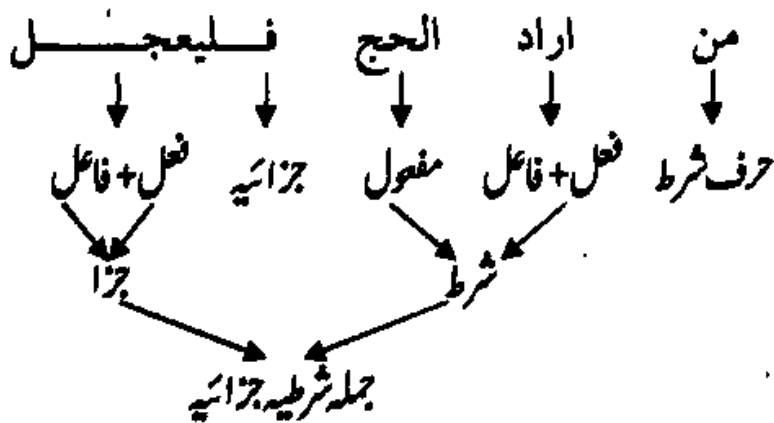 من اراد الحج فليعجل
حرف شرط فعل+فاعل مفعول جزائیہ فعل+فاعل
شرط جزا
جملہ شرطیہ جزائیہ